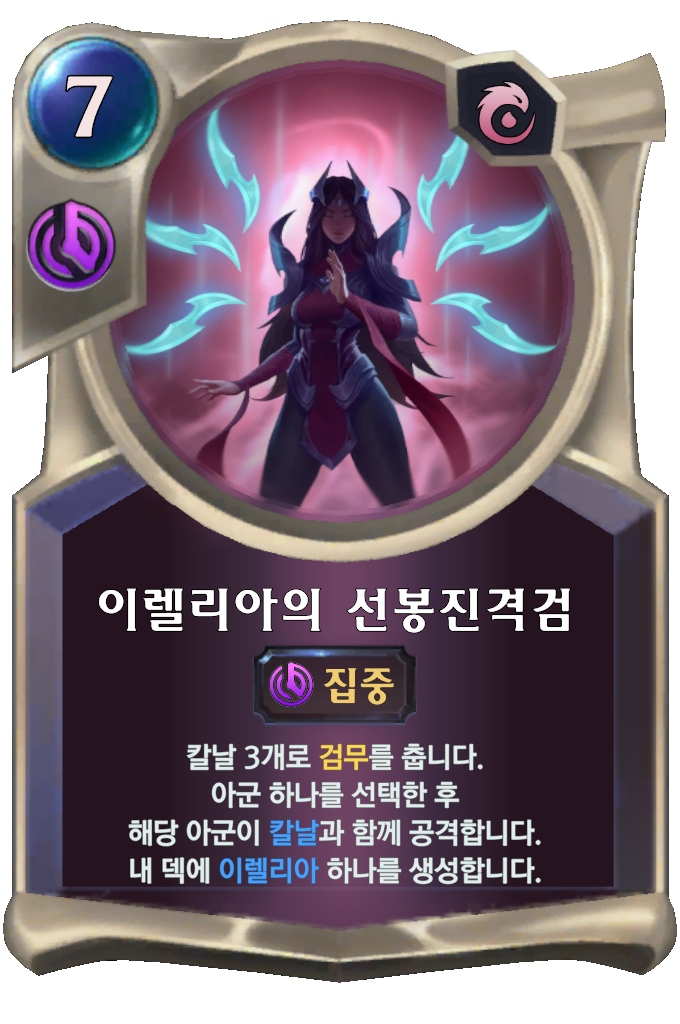 7
이렐리아의 선봉진격검
집중
칼날 3개로 검무를 춥니다.
아군 하나를 선택한 후
해당 아군이 칼날과 함께 공격합니다.
내 덱에 이렐리아 하나를 생성합니다.